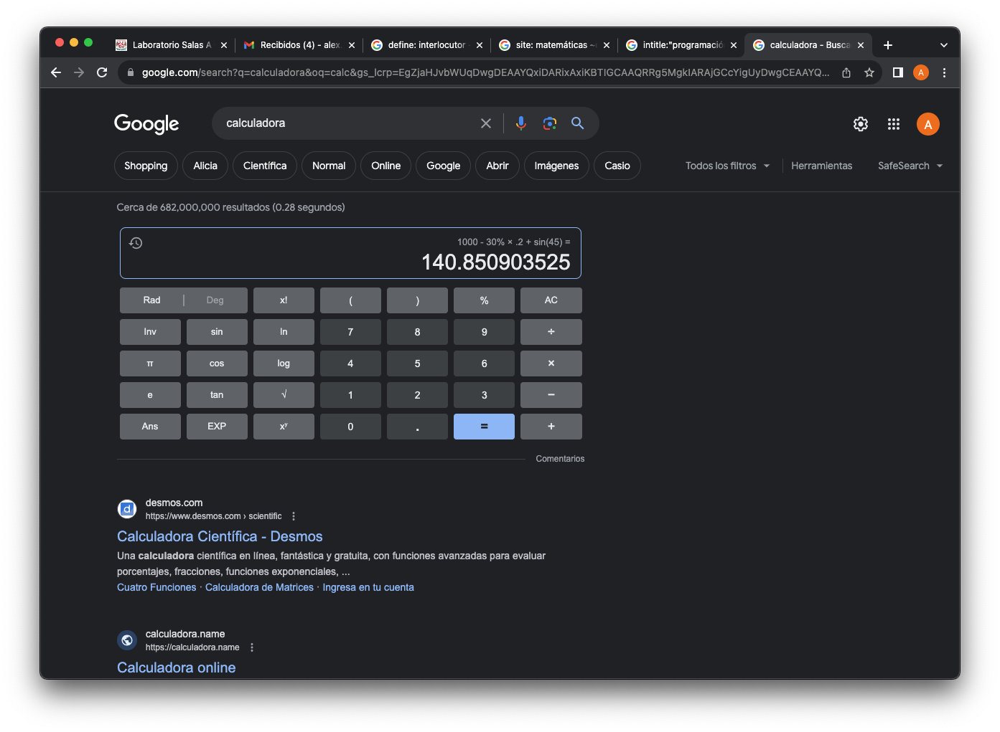 Laboratorio Salas A
Recibidos (4) - alex
define: interlocutor
site: matemáticas ~
intitle:"programació
calculadora - Busca
google.com/search?q=calculadora&oq=calc&gs_lcrp=EgZjaHJvbWUqDwgDEAAYQxiDARixAxiKBTIGCAAQRRg5MgkIARAjGCcYigUyDwgCEAAYQ...
A
Google
calculadora
A
Shopping
Alicia
Científica
Normal
Online
Google
Abrir
Imágenes
Casio
Todos los filtros
Herramientas
SafeSearch
Cerca de 682,000,000 resultados (0.28 segundos)
1000 - 30% × .2 + sin(45) =
140.850903525
Rad | Deg x! ( ) % AC
Inv sin ln 7 8 9 ÷
π cos log 4 5 6 ×
e tan √ 1 2 3 −
Ans EXP xʸ 0 . = +
Comentarios
d
desmos.com
https://www.desmos.com › scientific
Calculadora Científica - Desmos
Una calculadora científica en línea, fantástica y gratuita, con funciones avanzadas para evaluar
porcentajes, fracciones, funciones exponenciales, ...
Cuatro Funciones · Calculadora de Matrices · Ingresa en tu cuenta
calculadora.name
https://calculadora.name
Calculadora online